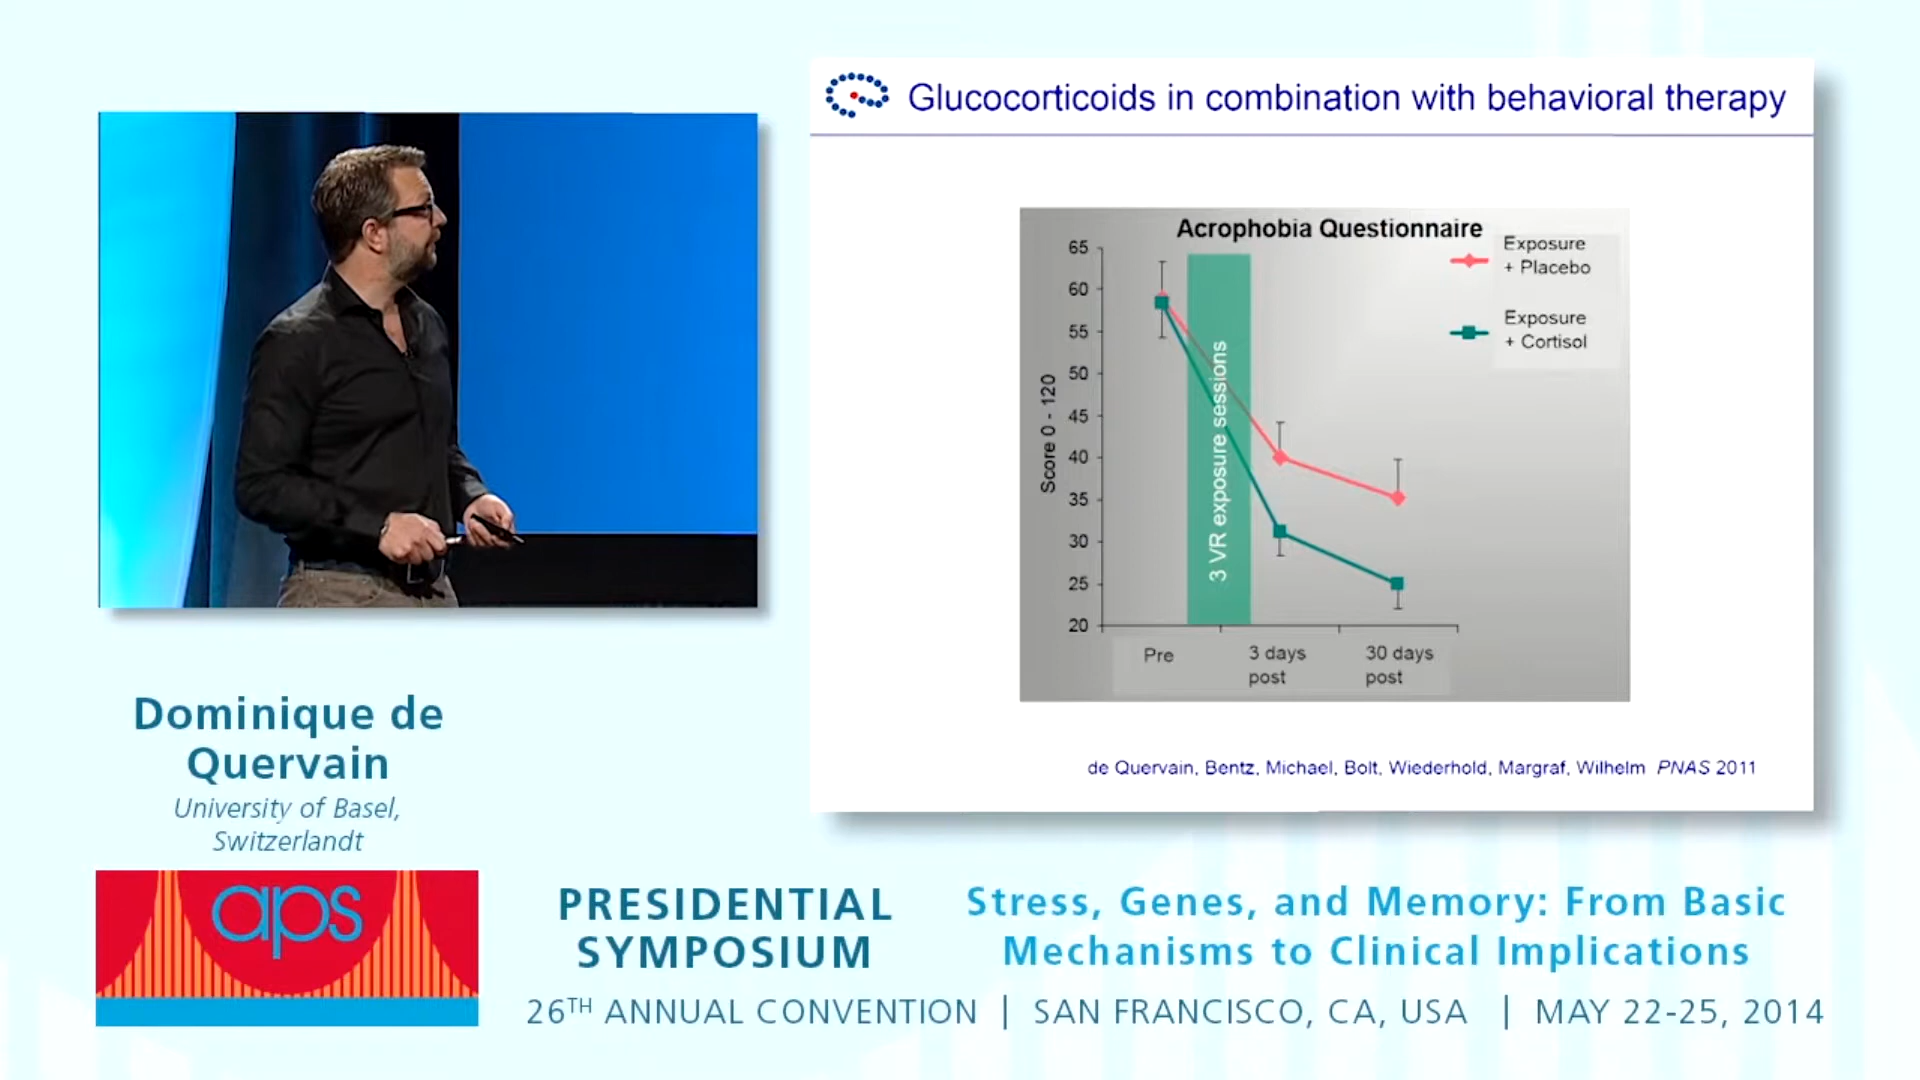 Glucocorticoids in combination with behavioral therapy
Acrophobia Questionnaire
Exposure
+ Placebo
Exposure
+ Cortisol
Score 0 - 120
65
60
55
50
45
40
35
30
25
20
3 VR exposure sessions
Pre
3 days
post
30 days
post
de Quervain, Bentz, Michael, Bolt, Wiederhold, Margraf, Wilhelm PNAS 2011
Dominique de
Quervain
University of Basel,
Switzerlandt
aps
PRESIDENTIAL
SYMPOSIUM
Stress, Genes, and Memory: From Basic
Mechanisms to Clinical Implications
26TH ANNUAL CONVENTION | SAN FRANCISCO, CA, USA | MAY 22-25, 2014